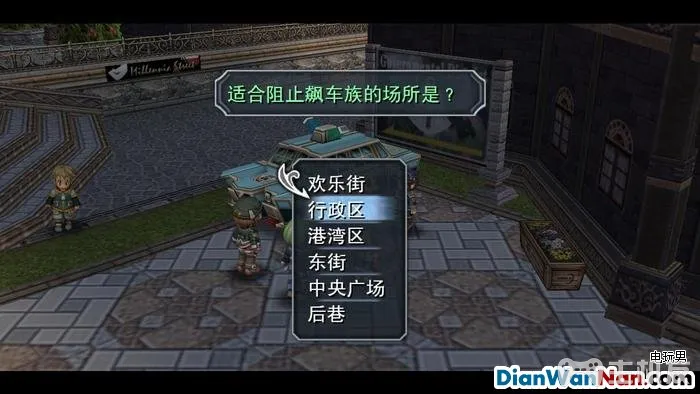 Millennia Street
适合阻止飙车族的场所是？
欢乐街
行政区
港湾区
东街
中央广场
后巷
电玩男
DianWanNan.com